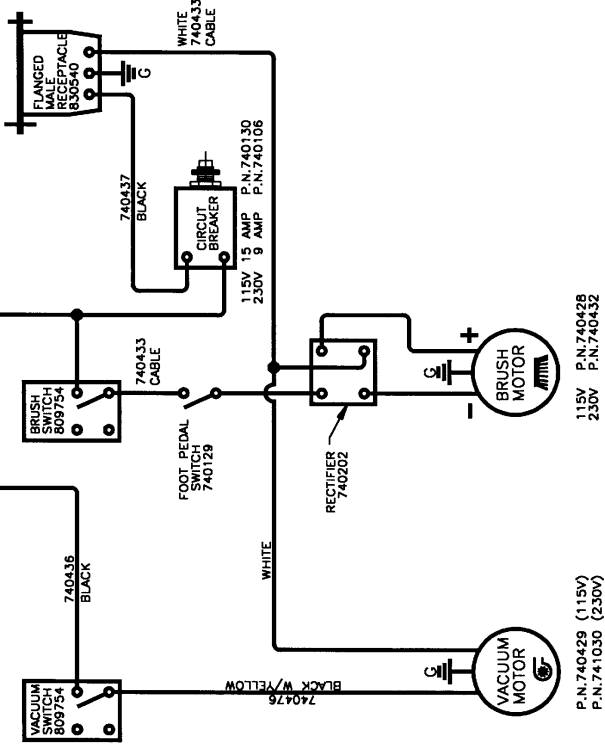 WHITE
740433
CABLE
FLANGED
MALE
RECEPTACLE
830540
G
740437
BLACK
CIRCUT
BREAKER
115V 15 AMP P.N.740130
230V 9 AMP P.N.740106
BRUSH
SWITCH
809754
740433
CABLE
FOOT PEDAL
SWITCH
740129
RECTIFIER
740202
+
-
G
BRUSH
MOTOR
115V P.N.740428
230V P.N.740432
740436
BLACK
WHITE
VACUUM
SWITCH
809754
740476
BLACK W/YELLOW
G
VACUUM
MOTOR
P.N.740429 (115V)
P.N.741030 (230V)